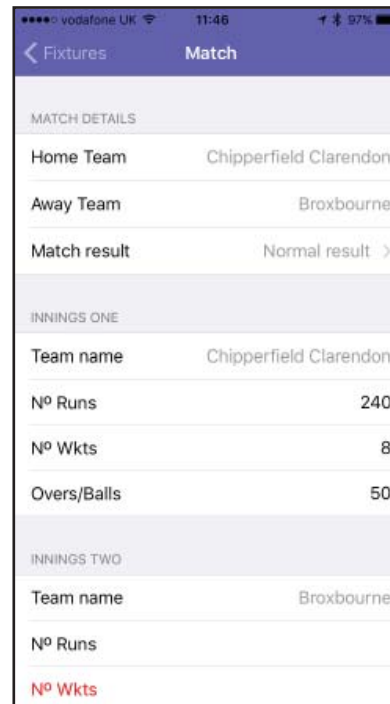 vodafone UK 11:46 97%
Fixtures Match
MATCH DETAILS
Home Team Chipperfield Clarendon
Away Team Broxbourne
Match result Normal result
INNINGS ONE
Team name Chipperfield Clarendon
Nº Runs 240
Nº Wkts 8
Overs/Balls 50
INNINGS TWO
Team name Broxbourne
Nº Runs
Nº Wkts